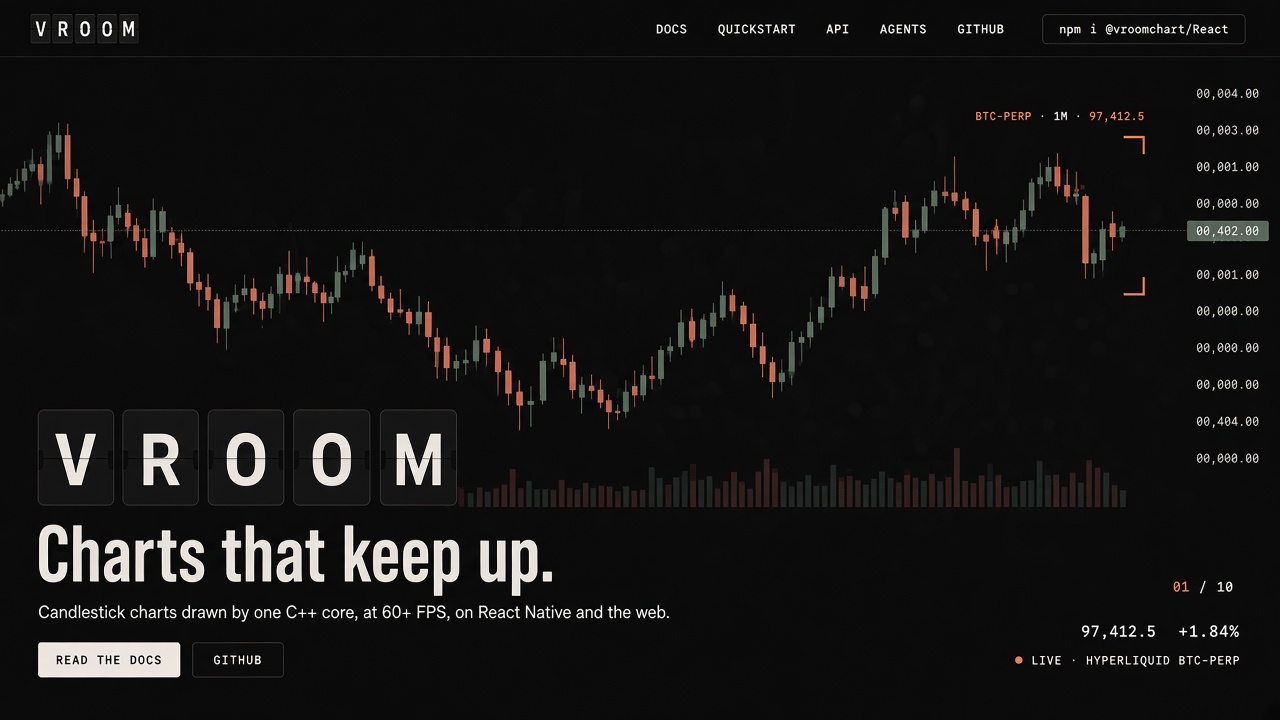 VROOM
DOCS QUICKSTART API AGENTS GITHUB npm i @vroomchart/React
BTC-PERP · 1M · 97,412.5
00,004.00
00,003.00
00,001.00
00,008.00
00,402.00
00,001.00
00,008.00
00,000.00
00,000.00
00,404.00
00,000.00
VROOM
Charts that keep up.
Candlestick charts drawn by one C++ core, at 60+ FPS, on React Native and the web.
READ THE DOCS GITHUB
01 / 10
97,412.5 +1.84%
LIVE · HYPERLIQUID BTC-PERP